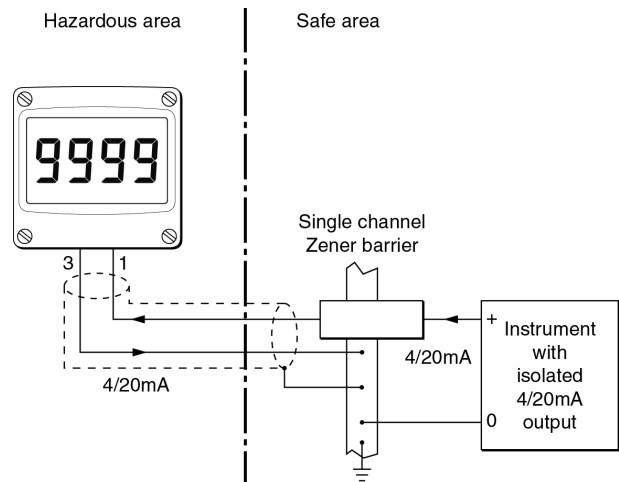 Hazardous area
Safe area
9999
Single channel
Zener barrier
3
1
+
Instrument
with
isolated
4/20mA
output
4/20mA
4/20mA
0